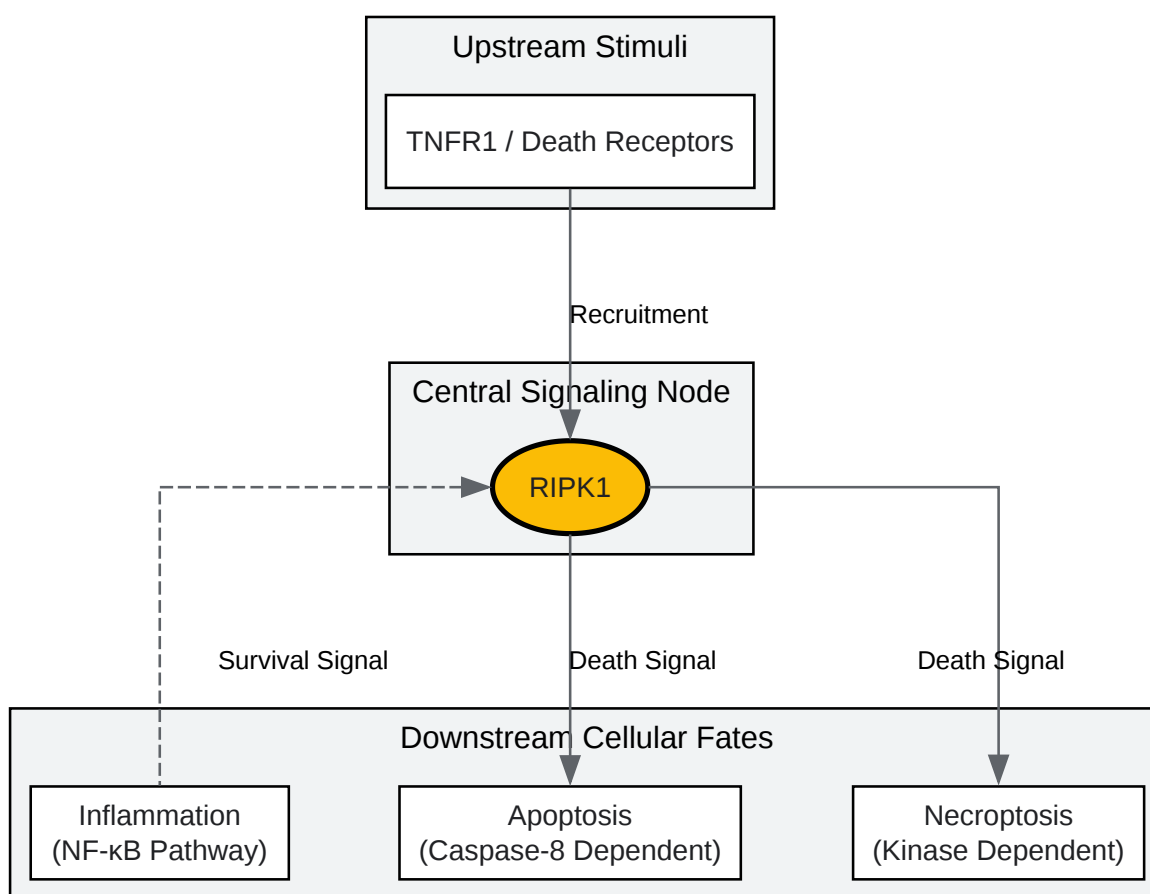 Upstream Stimuli
TNFR1 / Death Receptors
Recruitment
Central Signaling Node
RIPK1
Survival Signal
Death Signal
Death Signal
Downstream Cellular Fates
Inflammation
(NF-κB Pathway)
Apoptosis
(Caspase-8 Dependent)
Necroptosis
(Kinase Dependent)